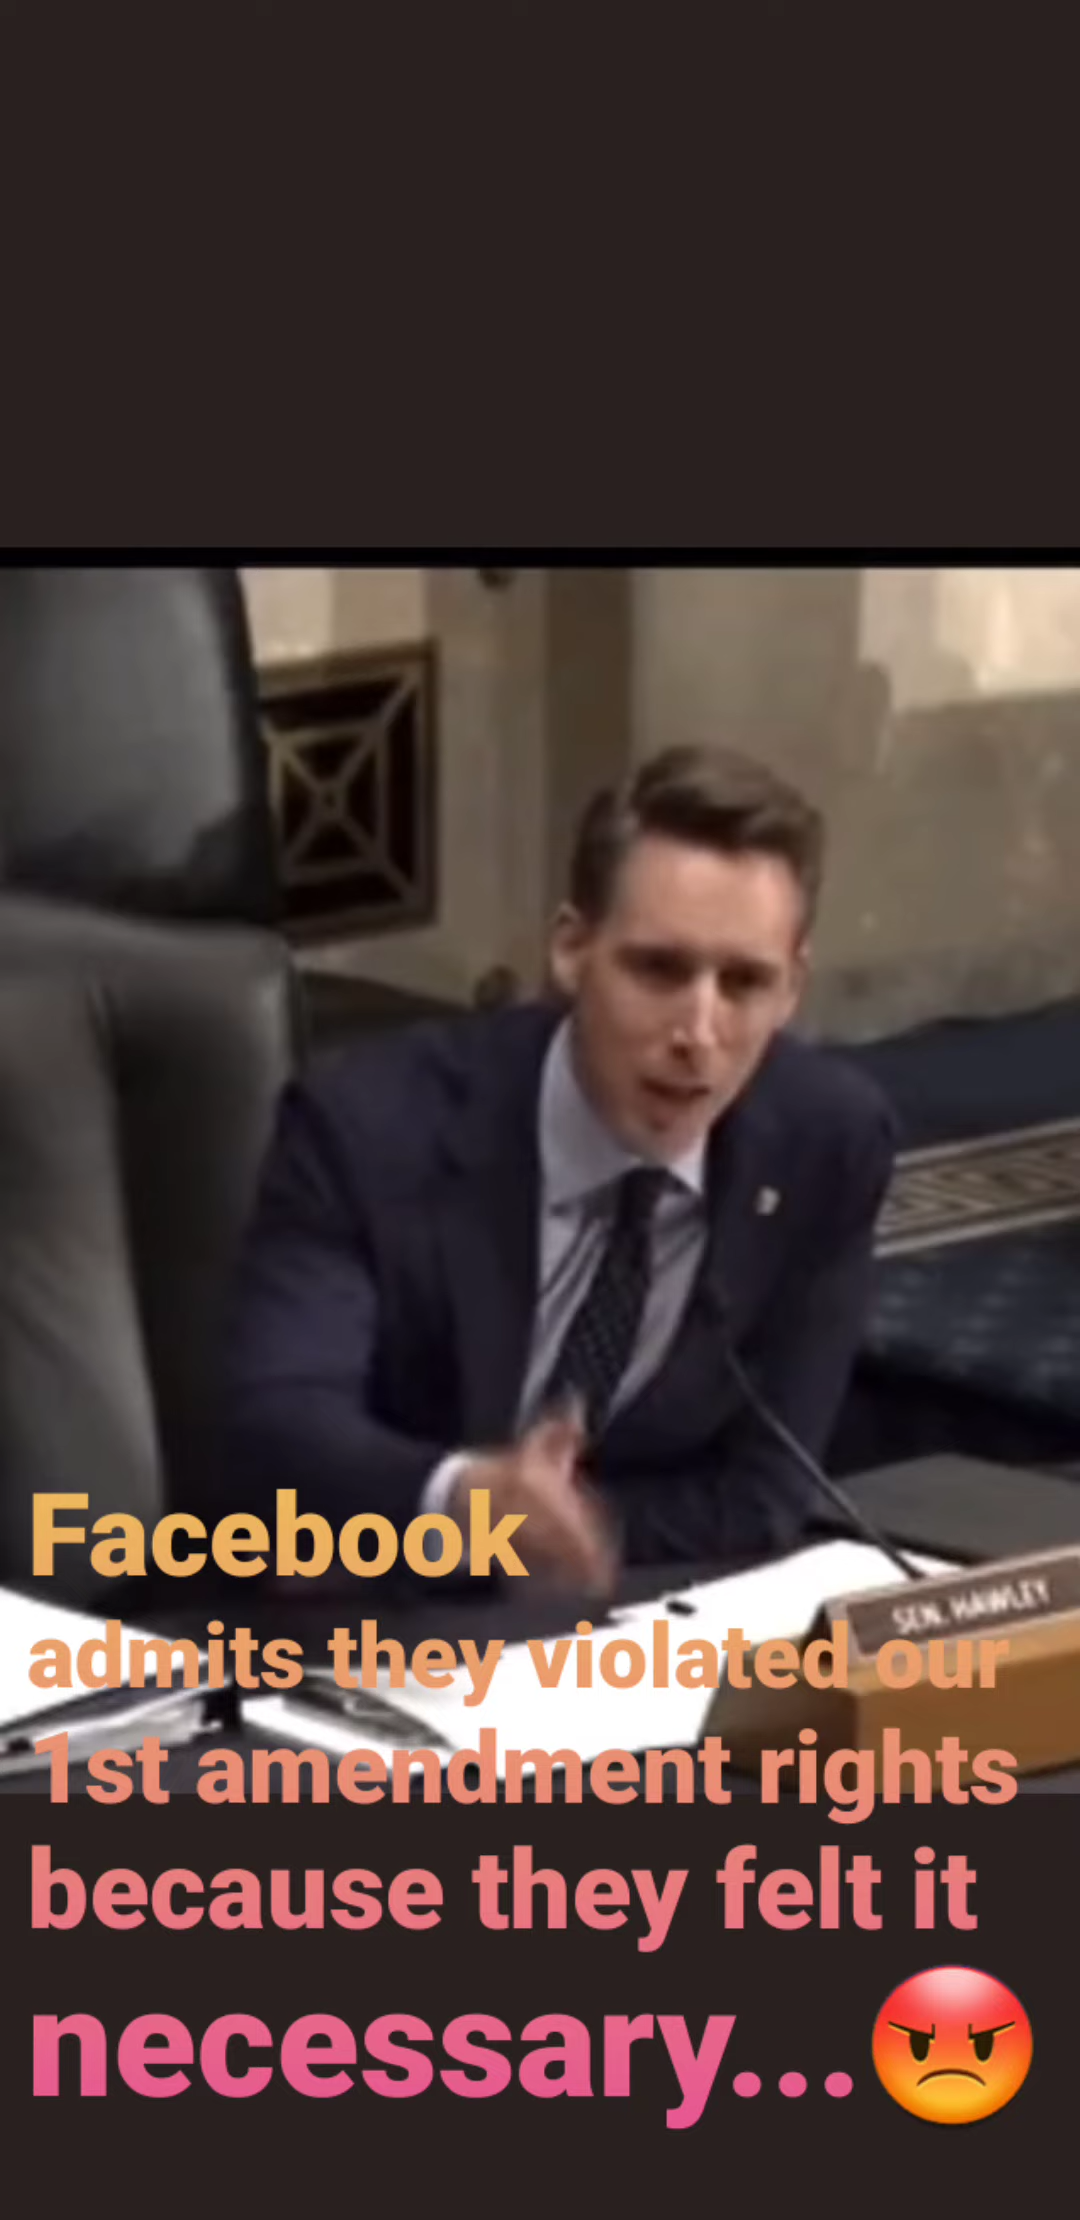 SEN. HAWLEY
Facebook
admits they violated our
1st amendment rights
because they felt it
necessary...😡